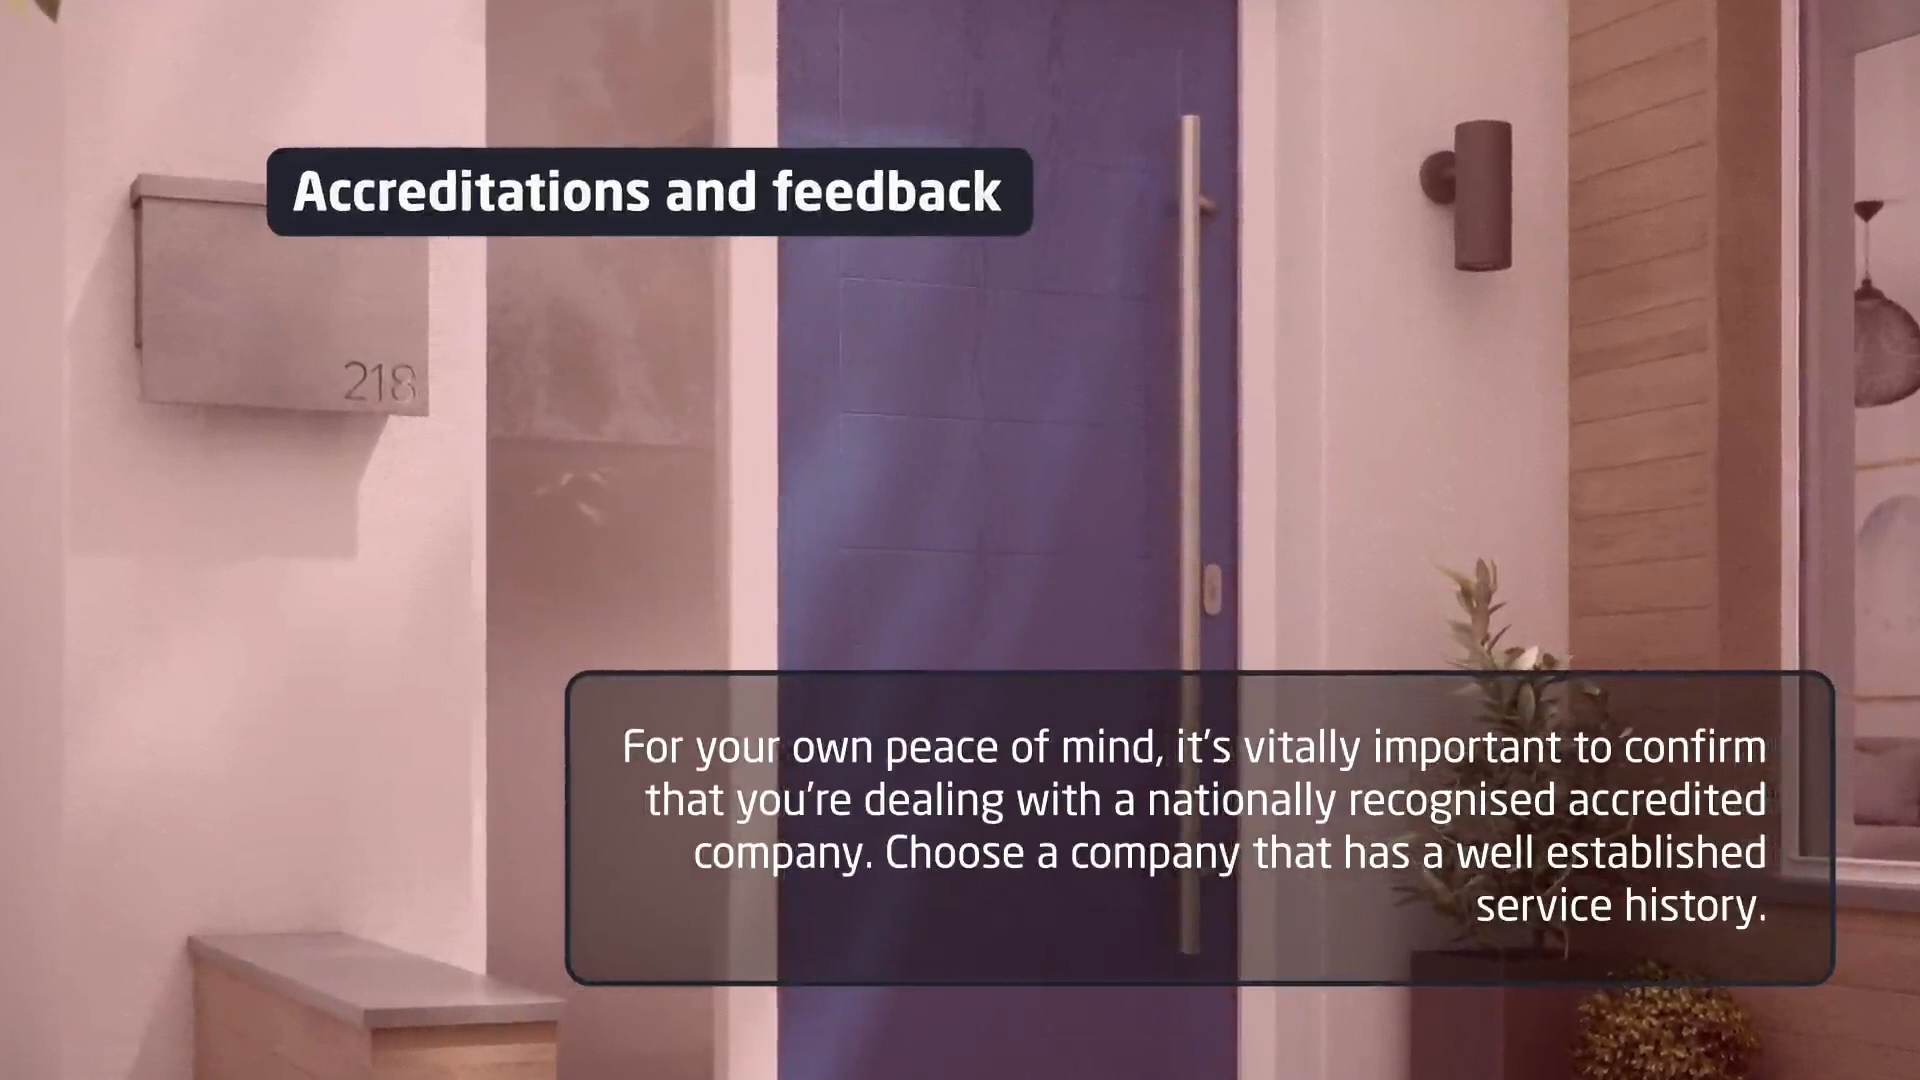 Accreditations and feedback
218
For your own peace of mind, it's vitally important to confirm
that you're dealing with a nationally recognised accredited
company. Choose a company that has a well established
service history.